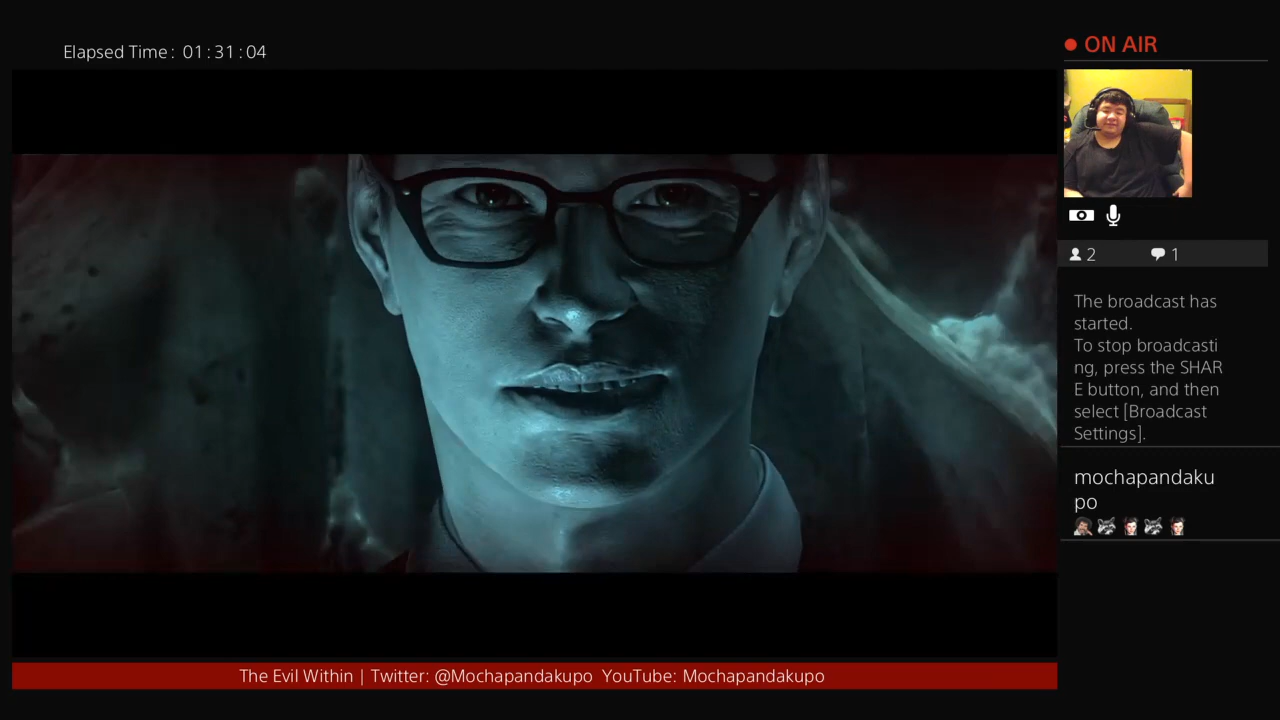 Elapsed Time: 01:31:04
ON AIR
2
1
The broadcast has
started.
To stop broadcasti
ng, press the SHAR
E button, and then
select [Broadcast
Settings].
mochapandaku
po
The Evil Within | Twitter: @Mochapandakupo YouTube: Mochapandakupo